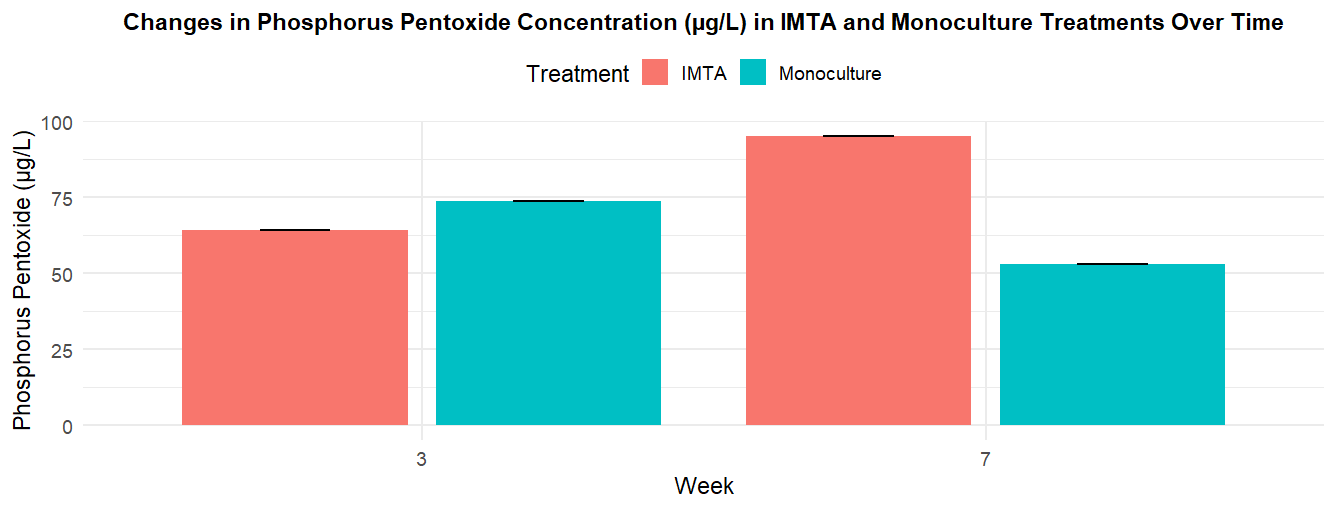 Changes in Phosphorus Pentoxide Concentration (µg/L) in IMTA and Monoculture Treatments Over Time
Treatment IMTA Monoculture
Phosphorus Pentoxide (µg/L)
100
75
50
25
0
3 7
Week